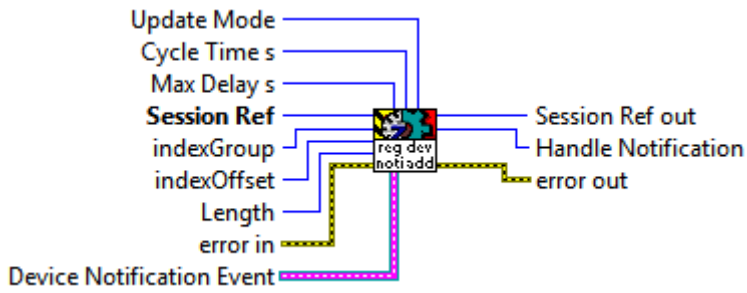 Update Mode
Cycle Time s
Max Delay s
Session Ref
Session Ref out
indexGroup
Handle Notification
indexOffset
error out
Length
error in
Device Notification Event
reg dev
notiadd